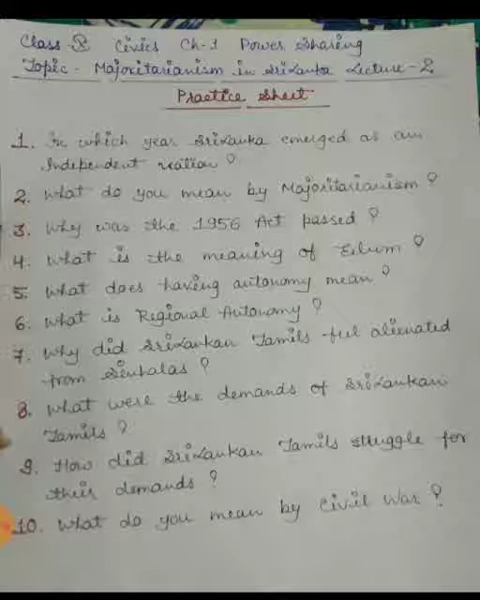 Class-X Civics Ch-1 Power Sharing
Topic - Majoritarianism in SriLanka Lecture-2
Practice Sheet
1. In which year SriLanka emerged as an
Independent nation?
2. What do you mean by Majoritarianism?
3. Why was the 1956 Act passed?
4. What is the meaning of Eelum?
5. What does having autonomy mean?
6. What is Regional Autonomy?
7. Why did SriLankan Tamils feel alienated
from Sinhalas?
8. What were the demands of SriLankan
Tamils?
9. How did SriLankan Tamils struggle for
their demands?
10. What do you mean by Civil War?